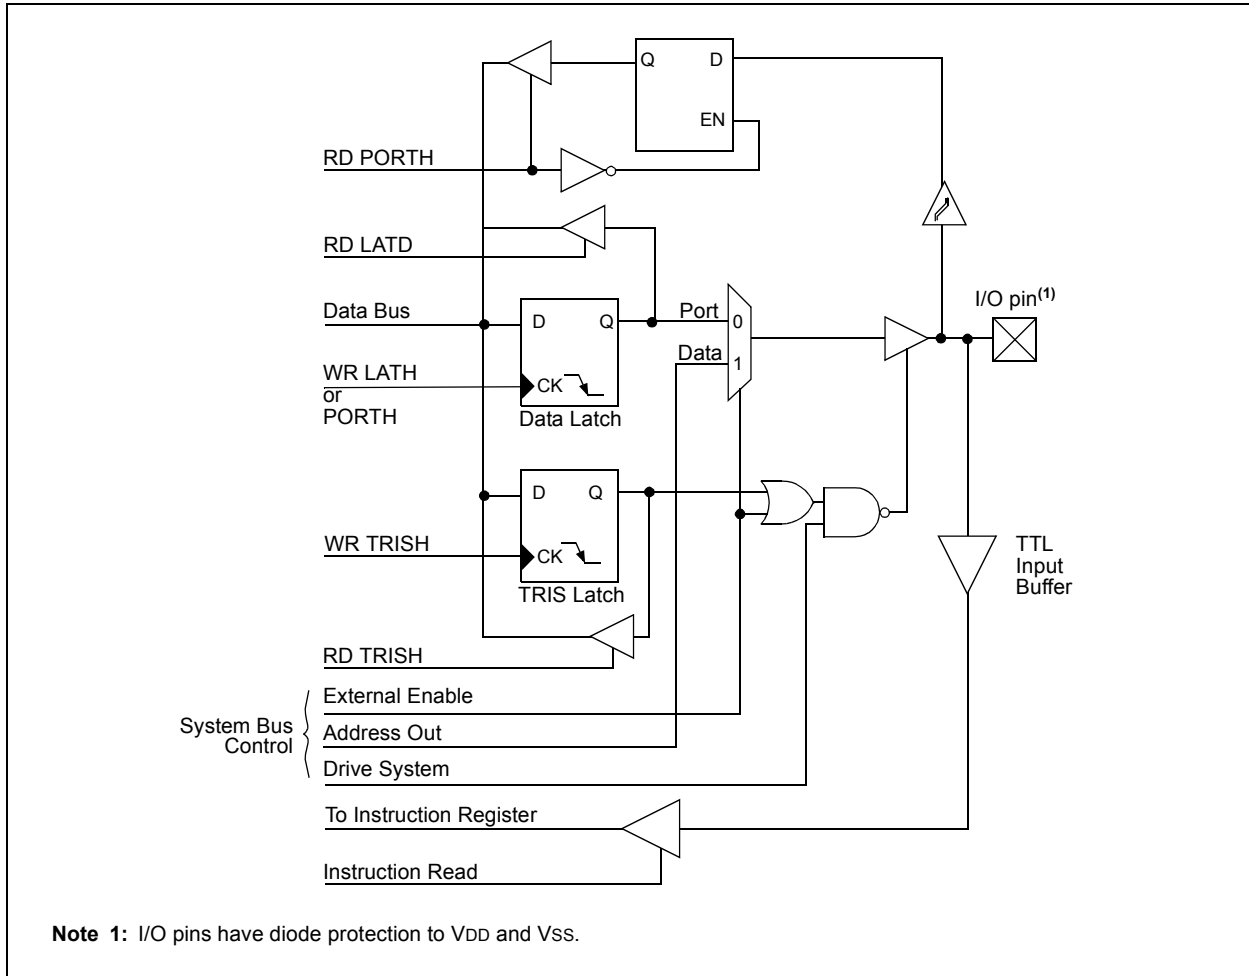 Q D
EN
RD PORTH
RD LATD
I/O pin(1)
Data Bus
D Q
Port
0
Data
1
WR LATH
or
PORTH
CK
Data Latch
D Q
WR TRISH
CK
TRIS Latch
TTL
Input
Buffer
RD TRISH
System Bus
Control
External Enable
Address Out
Drive System
To Instruction Register
Instruction Read
Note 1: I/O pins have diode protection to VDD and VSS.